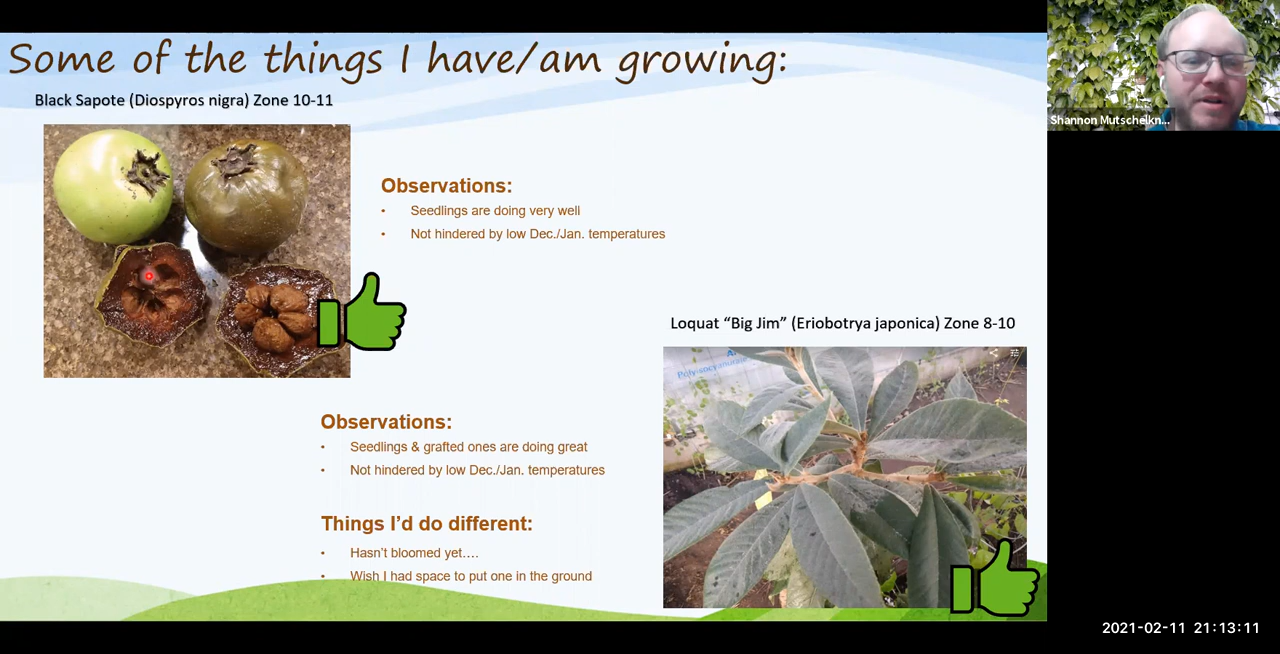 Some of the things I have/am growing:
Black Sapote (Diospyros nigra) Zone 10-11
Observations:
• Seedlings are doing very well
• Not hindered by low Dec./Jan. temperatures
Loquat “Big Jim” (Eriobotrya japonica) Zone 8-10
Observations:
• Seedlings & grafted ones are doing great
• Not hindered by low Dec./Jan. temperatures
Things I’d do different:
• Hasn’t bloomed yet….
• Wish I had space to put one in the ground
Shannon Mutschelkn...
2021-02-11 21:13:11